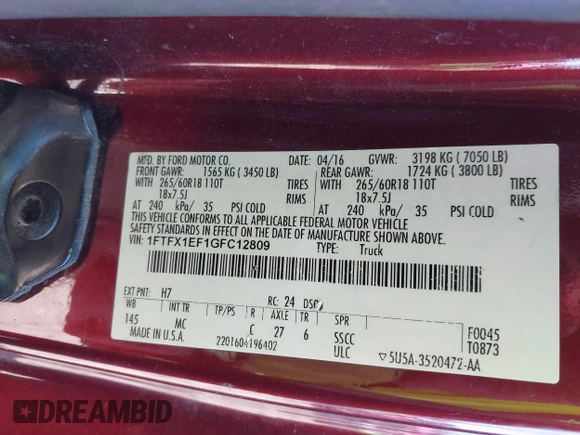 MFD. BY FORD MOTOR CO. DATE: 04/16 GVWR: 3198 KG ( 7050 LB)
FRONT GAWR: 1565 KG ( 3450 LB) REAR GAWR: 1724 KG ( 3800 LB)
WITH 265/60R18 110T TIRES WITH 265/60R18 110T TIRES
18x7.5J RIMS 18x7.5J RIMS
AT 240 kPa/ 35 PSI COLD AT 240 kPa/ 35 PSI COLD
THIS VEHICLE CONFORMS TO ALL APPLICABLE FEDERAL MOTOR VEHICLE
SAFETY STANDARDS IN EFFECT ON THE DATE OF MANUFACTURE SHOWN ABOVE.
VIN: 1FTFX1EF1GFC12809 TYPE: Truck
EXT PNT: H7 RC: 24 DSO:
WB INT TR TP/PS R AXLE TR SPR F0045
145 MC C 27 6 SSCC T0873
MADE IN U.S.A. 2201604196402 ULC ▽5U5A-3520472-AA
DREAMBID